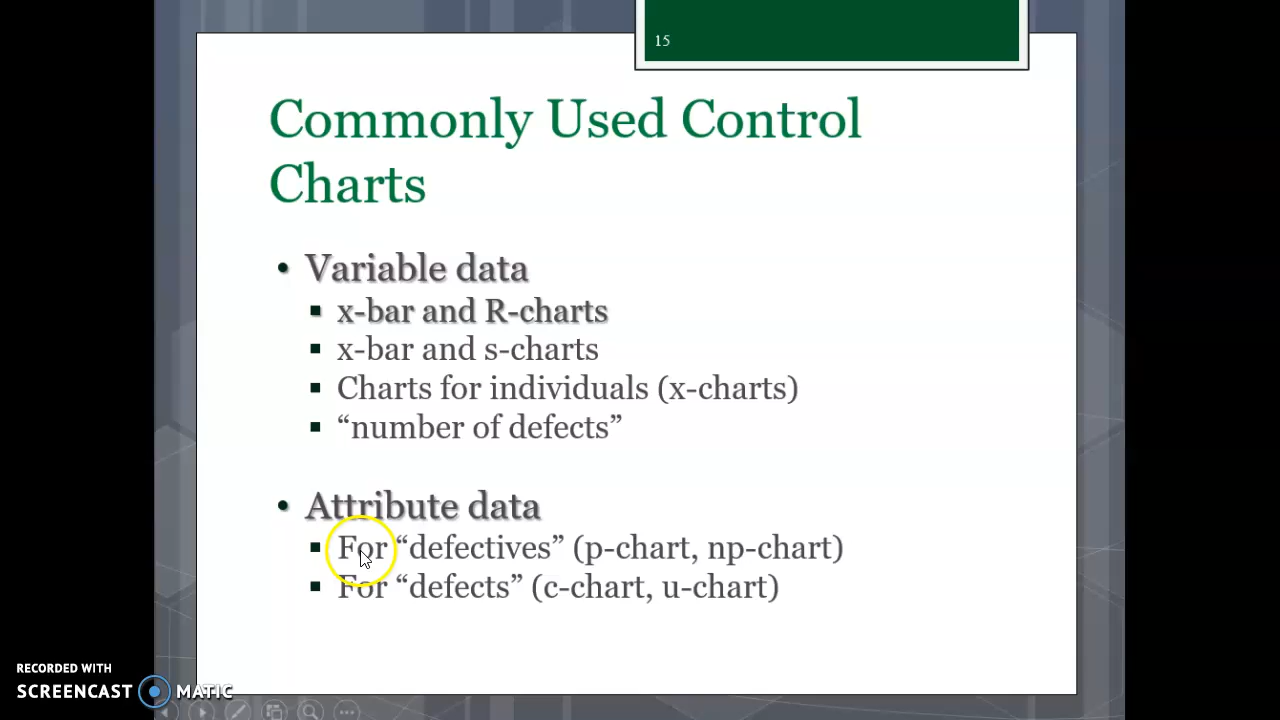 15
Commonly Used Control
Charts
• Variable data
▪ x-bar and R-charts
▪ x-bar and s-charts
▪ Charts for individuals (x-charts)
▪ “number of defects”
• Attribute data
▪ For “defectives” (p-chart, np-chart)
▪ For “defects” (c-chart, u-chart)
RECORDED WITH
SCREENCAST MATIC